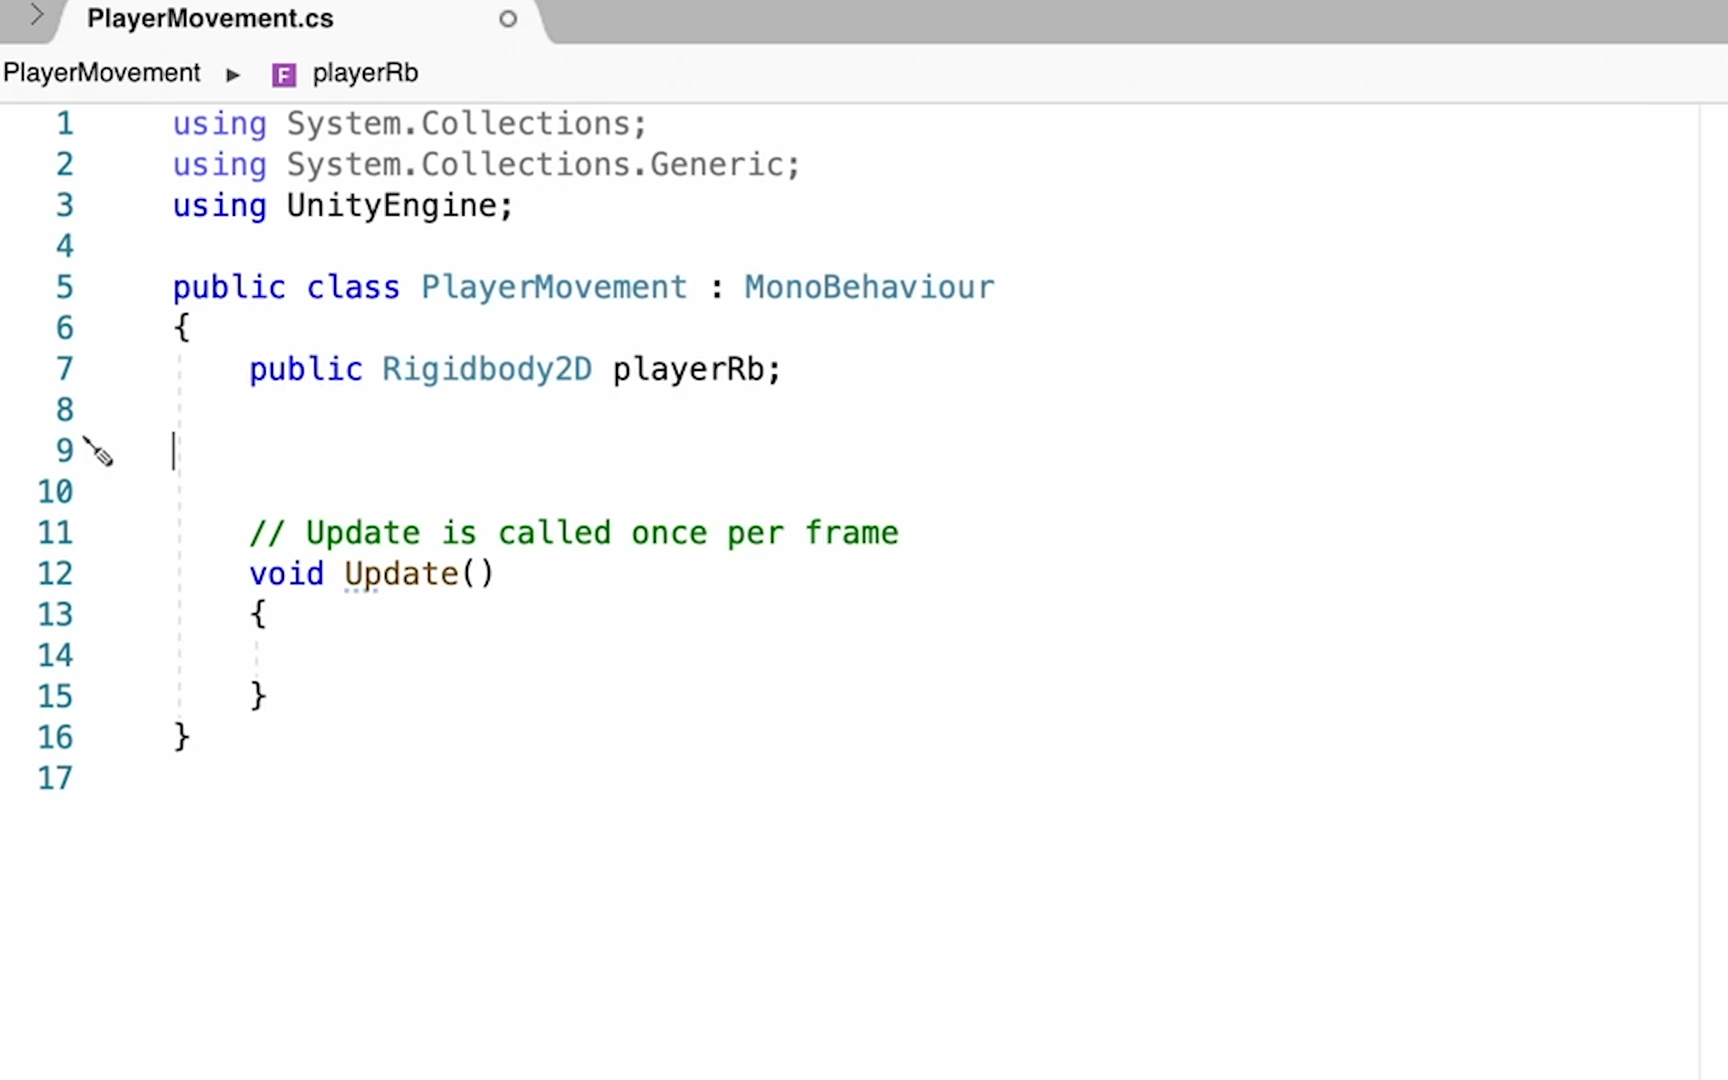 PlayerMovement.cs
PlayerMovement ▶ F playerRb
1 using System.Collections;
2 using System.Collections.Generic;
3 using UnityEngine;
4
5 public class PlayerMovement : MonoBehaviour
6 {
7 public Rigidbody2D playerRb;
8
9
10
11 // Update is called once per frame
12 void Update()
13 {
14
15 }
16 }
17